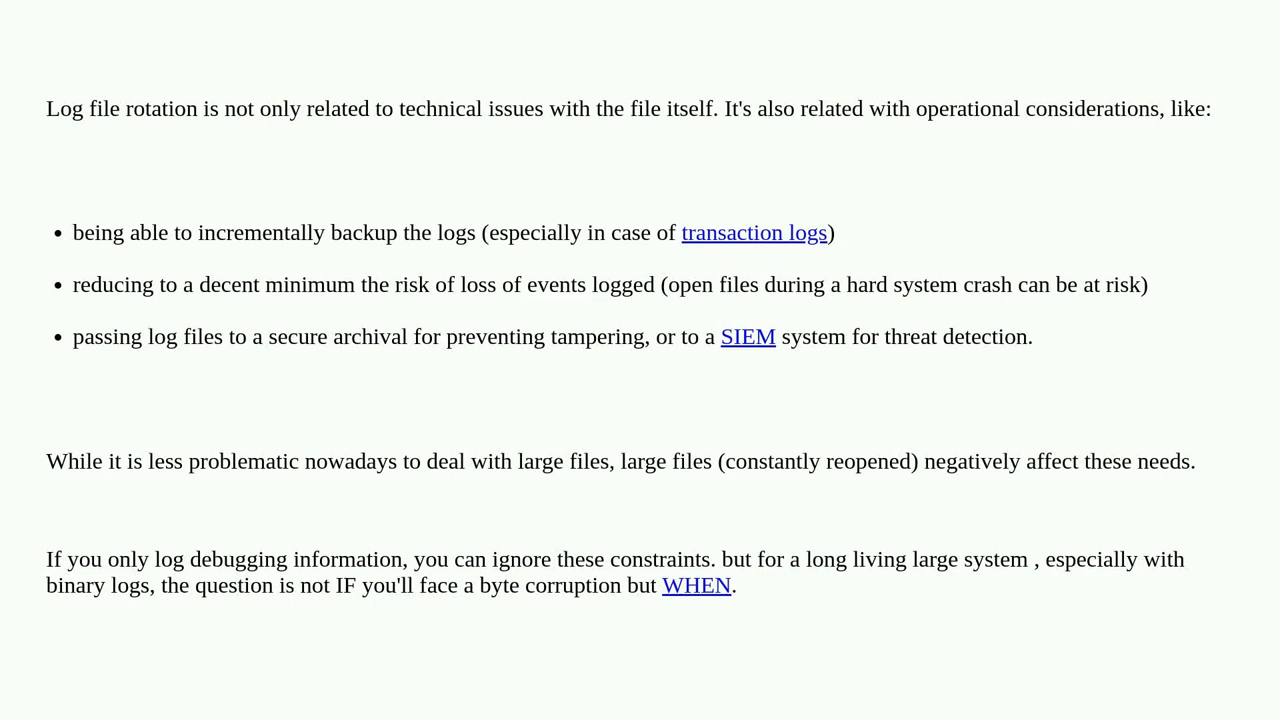 Log file rotation is not only related to technical issues with the file itself. It's also related with operational considerations, like:
• being able to incrementally backup the logs (especially in case of transaction logs)
• reducing to a decent minimum the risk of loss of events logged (open files during a hard system crash can be at risk)
• passing log files to a secure archival for preventing tampering, or to a SIEM system for threat detection.
While it is less problematic nowadays to deal with large files, large files (constantly reopened) negatively affect these needs.
If you only log debugging information, you can ignore these constraints. but for a long living large system , especially with
binary logs, the question is not IF you'll face a byte corruption but WHEN.